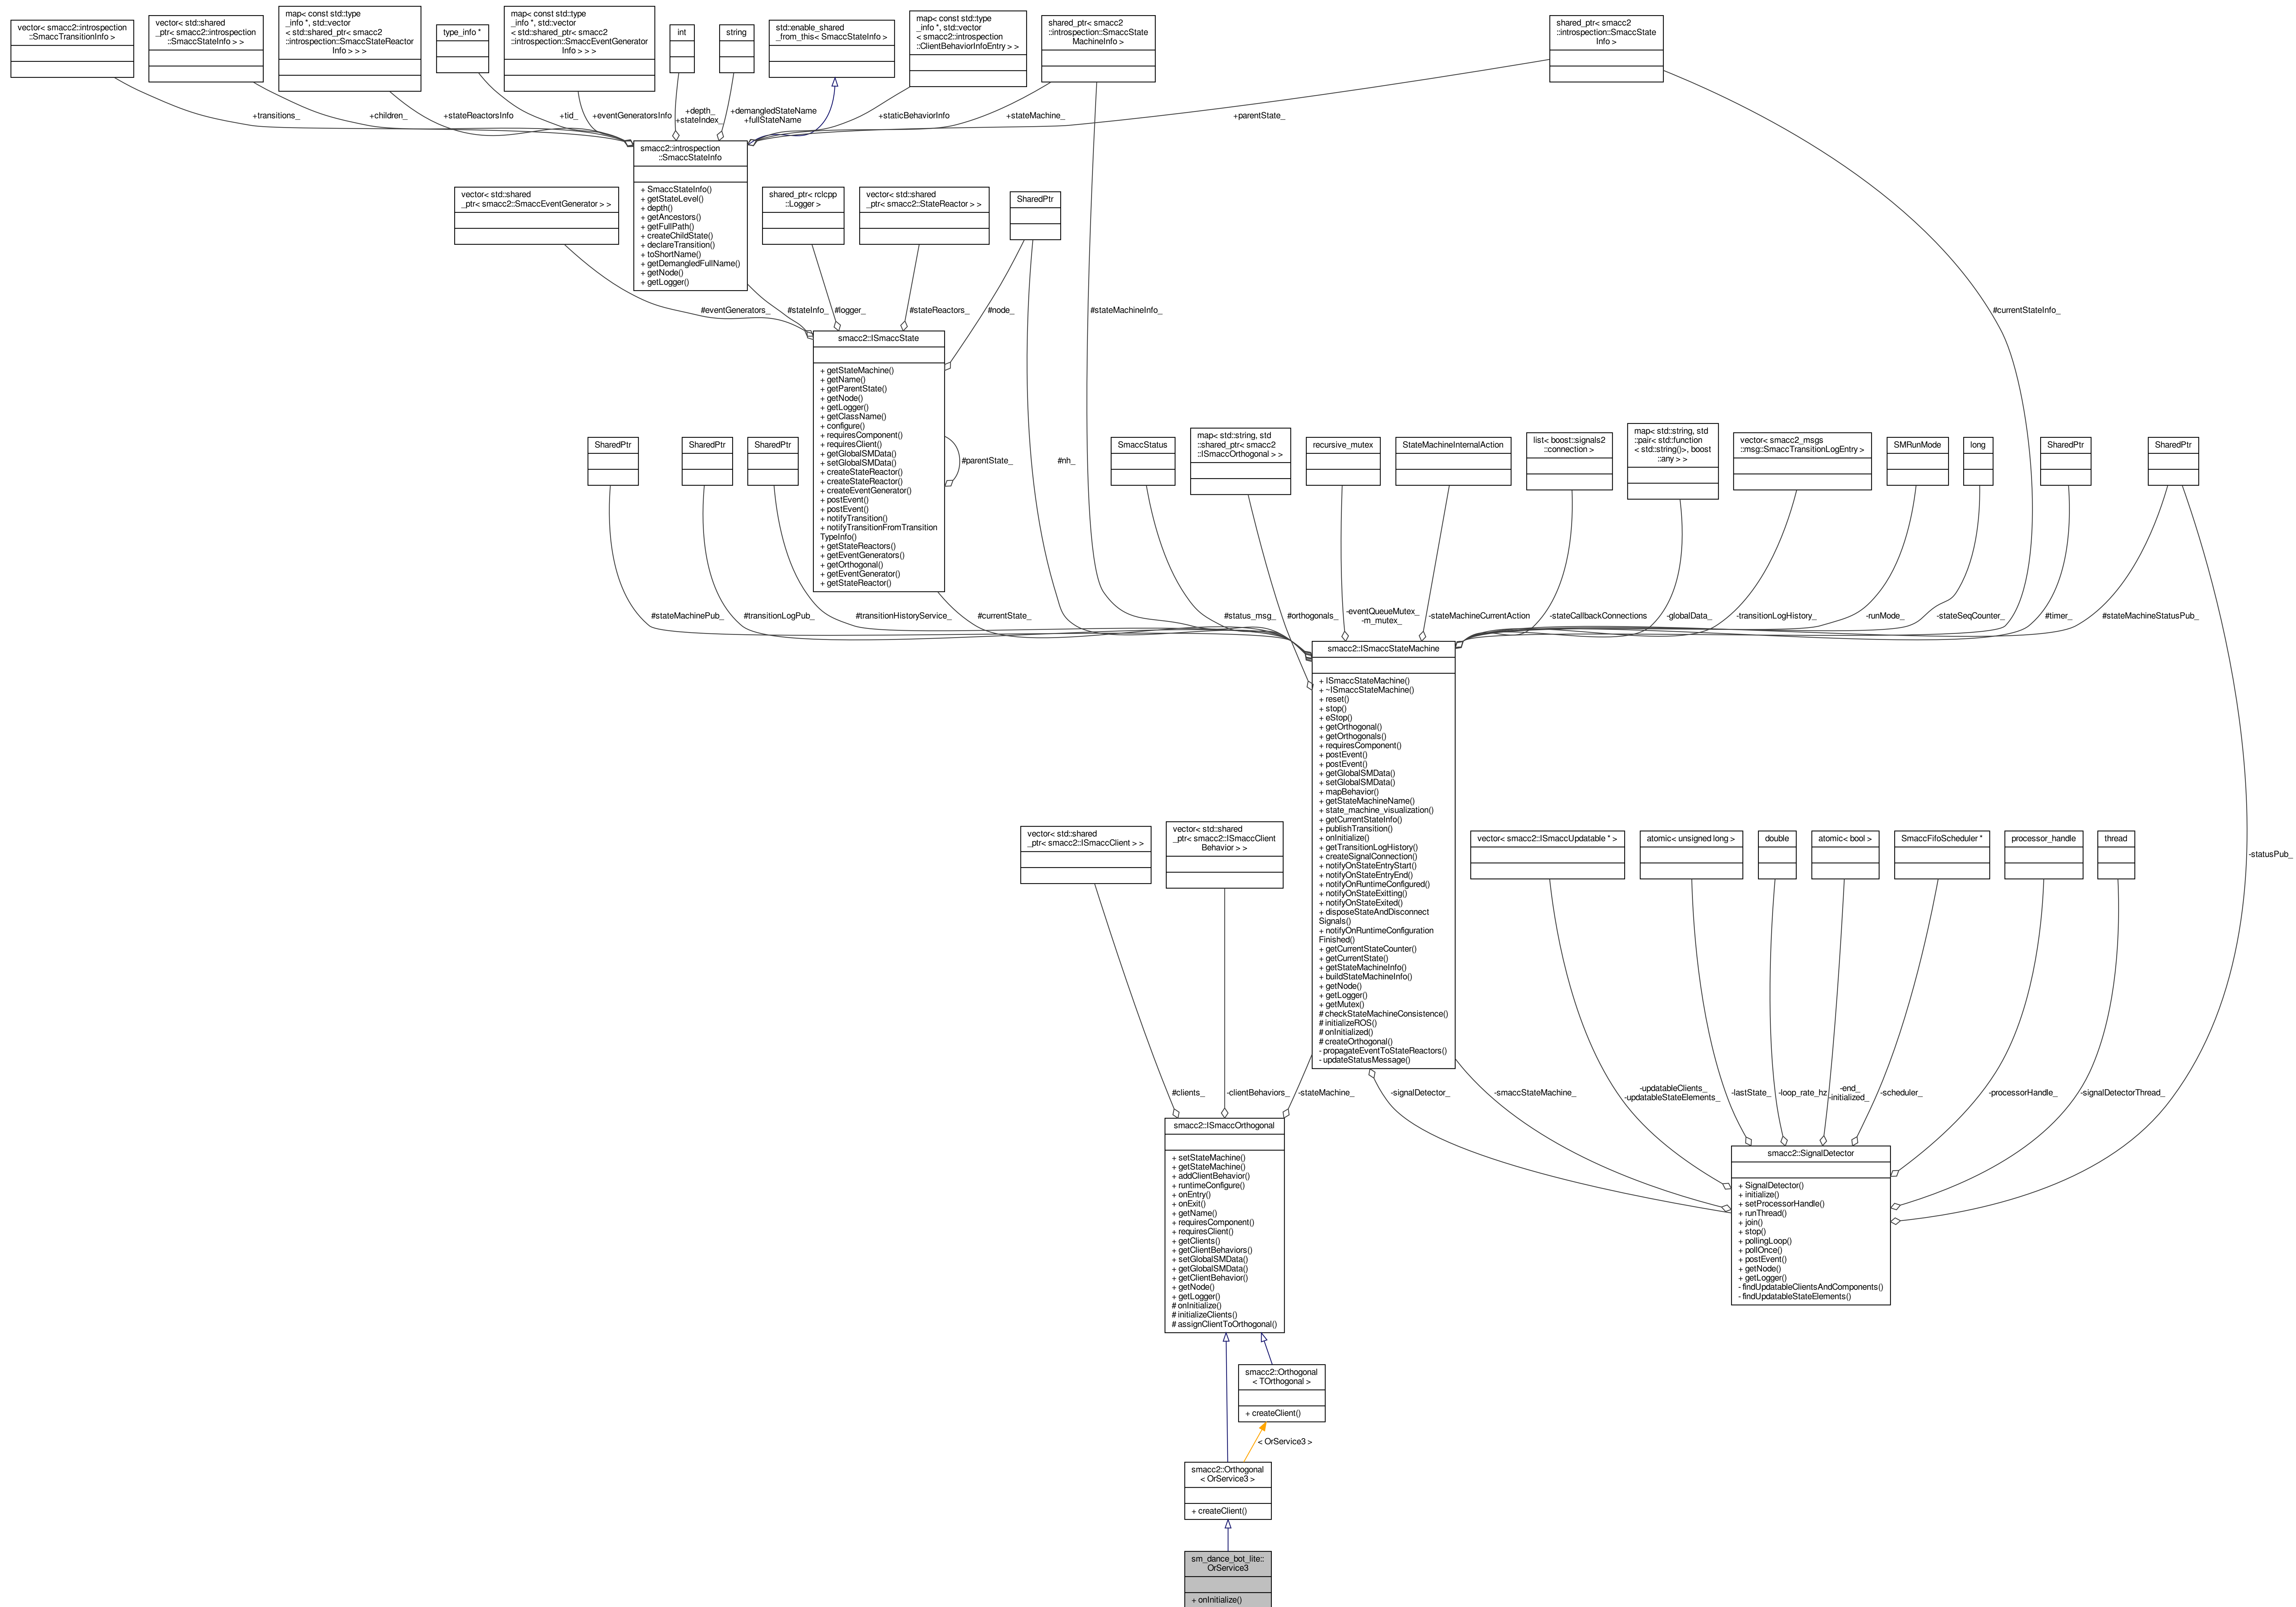 vector< smacc2::introspection
::SmaccTransitionInfo >
vector< std::shared
_ptr< smacc2::introspection
::SmaccStateInfo > >
map< const std::type
_info *, std::vector
< std::shared_ptr< smacc2
::introspection::SmaccStateReactor
Info > > >
type_info *
map< const std::type
_info *, std::vector
< std::shared_ptr< smacc2
::introspection::SmaccEventGenerator
Info > > >
int
string
std::enable_shared
_from_this< SmaccStateInfo >
map< const std::type
_info *, std::vector
< smacc2::introspection
::ClientBehaviorInfoEntry > >
shared_ptr< smacc2
::introspection::SmaccState
MachineInfo >
shared_ptr< smacc2
::introspection::SmaccState
Info >
+transitions_
+children_
+stateReactorsInfo
+tid_
+eventGeneratorsInfo
+depth_
+stateIndex_
+demangledStateName
+fullStateName
+staticBehaviorInfo
+stateMachine_
+parentState_
smacc2::introspection
::SmaccStateInfo
+ SmaccStateInfo()
+ getStateLevel()
+ depth()
+ getAncestors()
+ getFullPath()
+ createChildState()
+ declareTransition()
+ toShortName()
+ getDemangledFullName()
+ getNode()
+ getLogger()
vector< std::shared
_ptr< smacc2::SmaccEventGenerator > >
shared_ptr< rclcpp
::Logger >
vector< std::shared
_ptr< smacc2::StateReactor > >
SharedPtr
#eventGenerators_
#stateInfo_
#logger_
#stateReactors_
#node_
#stateMachineInfo_
#currentStateInfo_
smacc2::ISmaccState
+ getStateMachine()
+ getName()
+ getParentState()
+ getNode()
+ getLogger()
+ getClassName()
+ configure()
+ requiresComponent()
+ requiresClient()
+ getGlobalSMData()
+ setGlobalSMData()
+ createStateReactor()
+ createStateReactor()
+ createEventGenerator()
+ postEvent()
+ postEvent()
+ notifyTransition()
+ notifyTransitionFromTransition
TypeInfo()
+ getStateReactors()
+ getEventGenerators()
+ getOrthogonal()
+ getEventGenerator()
+ getStateReactor()
#parentState_
#nh_
SharedPtr
SharedPtr
SharedPtr
SmaccStatus
map< std::string, std
::shared_ptr< smacc2
::ISmaccOrthogonal > >
recursive_mutex
StateMachineInternalAction
list< boost::signals2
::connection >
map< std::string, std
::pair< std::function
< std::string()>, boost
::any > >
vector< smacc2_msgs
::msg::SmaccTransitionLogEntry >
SMRunMode
long
SharedPtr
SharedPtr
#stateMachinePub_
#transitionLogPub_
#transitionHistoryService_
#currentState_
#status_msg_
#orthogonals_
-eventQueueMutex_
-m_mutex_
-stateMachineCurrentAction
-stateCallbackConnections
-globalData_
-transitionLogHistory_
-runMode_
-stateSeqCounter_
#timer_
#stateMachineStatusPub_
smacc2::ISmaccStateMachine
+ ISmaccStateMachine()
+ ~ISmaccStateMachine()
+ reset()
+ stop()
+ eStop()
+ getOrthogonal()
+ getOrthogonals()
+ requiresComponent()
+ postEvent()
+ postEvent()
+ getGlobalSMData()
+ setGlobalSMData()
+ mapBehavior()
+ getStateMachineName()
+ state_machine_visualization()
+ getCurrentStateInfo()
+ publishTransition()
+ onInitialize()
+ getTransitionLogHistory()
+ createSignalConnection()
+ notifyOnStateEntryStart()
+ notifyOnStateEntryEnd()
+ notifyOnRuntimeConfigured()
+ notifyOnStateExitting()
+ notifyOnStateExited()
+ disposeStateAndDisconnect
Signals()
+ notifyOnRuntimeConfiguration
Finished()
+ getCurrentStateCounter()
+ getCurrentState()
+ getStateMachineInfo()
+ buildStateMachineInfo()
+ getNode()
+ getLogger()
+ getMutex()
# checkStateMachineConsistence()
# initializeROS()
# onInitialized()
# createOrthogonal()
- propagateEventToStateReactors()
- updateStatusMessage()
vector< std::shared
_ptr< smacc2::ISmaccClient > >
vector< std::shared
_ptr< smacc2::ISmaccClient
Behavior > >
vector< smacc2::ISmaccUpdatable * >
atomic< unsigned long >
double
atomic< bool >
SmaccFifoScheduler *
processor_handle
thread
-statusPub_
#clients_
-clientBehaviors_
-stateMachine_
-signalDetector_
-smaccStateMachine_
-updatableClients_
-updatableStateElements_
-lastState_
-loop_rate_hz
-end_
-initialized_
-scheduler_
-processorHandle_
-signalDetectorThread_
smacc2::ISmaccOrthogonal
+ setStateMachine()
+ getStateMachine()
+ addClientBehavior()
+ runtimeConfigure()
+ onEntry()
+ onExit()
+ getName()
+ requiresComponent()
+ requiresClient()
+ getClients()
+ getClientBehaviors()
+ setGlobalSMData()
+ getGlobalSMData()
+ getClientBehavior()
+ getNode()
+ getLogger()
# onInitialize()
# initializeClients()
# assignClientToOrthogonal()
smacc2::SignalDetector
+ SignalDetector()
+ initialize()
+ setProcessorHandle()
+ runThread()
+ join()
+ stop()
+ pollingLoop()
+ pollOnce()
+ postEvent()
+ getNode()
+ getLogger()
- findUpdatableClientsAndComponents()
- findUpdatableStateElements()
smacc2::Orthogonal
< TOrthogonal >
+ createClient()
< OrService3 >
smacc2::Orthogonal
< OrService3 >
+ createClient()
sm_dance_bot_lite::
OrService3
+ onInitialize()